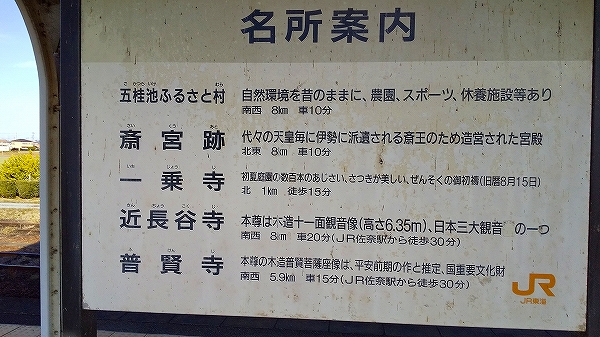 名所案内
五桂池ふるさと村 自然環境を昔のままに、農園、スポーツ、休養施設等あり
南西 8km 車10分
斎宮跡 代々の天皇毎に伊勢に派遣される斎王のため造営された宮殿
北東 8km 車10分
一乗寺 初夏庭園の数百本のあじさい、さつきが美しい、ぜんそくの御初祷(旧暦8月15日)
北 1km 徒歩15分
近長谷寺 本尊は木造十一面観音像(高さ6.35m)、日本三大観音 の一つ
南西 8km 車20分(JR佐奈駅から徒歩30分)
普賢寺 本尊の木造普賢菩薩座像は、平安前期の作と推定、国重要文化財
南西 5.9km 車15分(JR佐奈駅から徒歩30分)
JR
JR東海